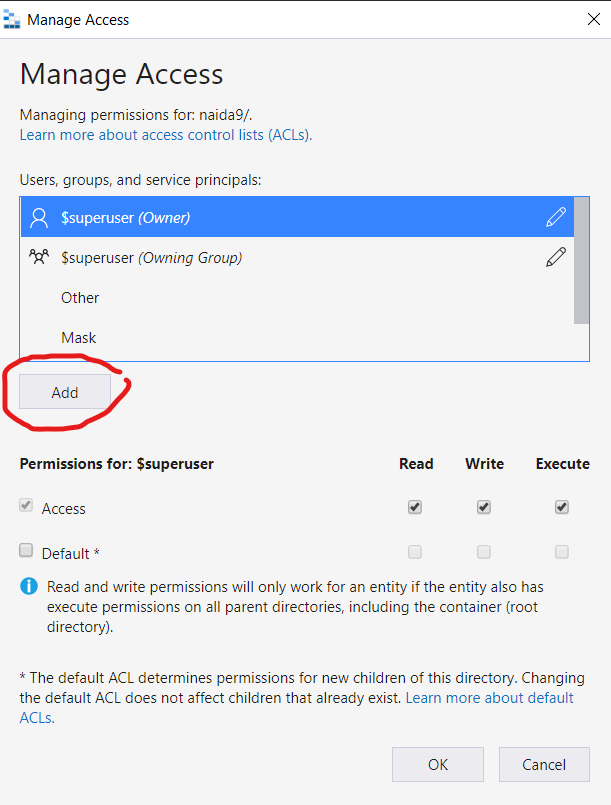 Manage Access
Manage Access
Managing permissions for: naida9/.
Learn more about access control lists (ACLs).
Users, groups, and service principals:
$superuser (Owner)
$superuser (Owning Group)
Other
Mask
Add
Permissions for: $superuser Read Write Execute
Access
Default *
Read and write permissions will only work for an entity if the entity also has
execute permissions on all parent directories, including the container (root
directory).
* The default ACL determines permissions for new children of this directory. Changing
the default ACL does not affect children that already exist. Learn more about default
ACLs.
OK Cancel